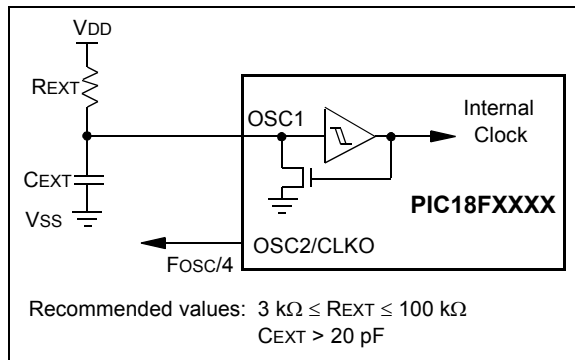 VDD
REXT
OSC1
Internal
Clock
CEXT
PIC18FXXXX
VSS
OSC2/CLKO
FOSC/4
Recommended values: 3 kΩ ≤ REXT ≤ 100 kΩ
CEXT > 20 pF